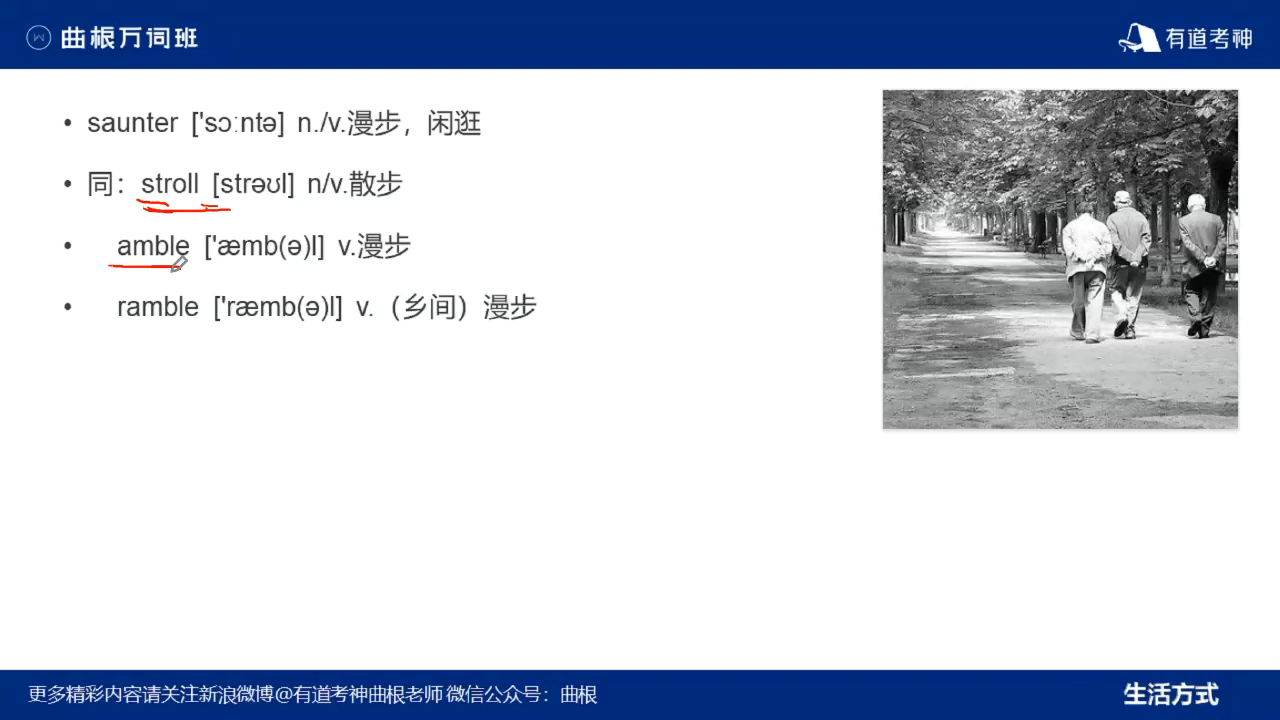 曲根万词班
有道考神
• saunter ['sɔːntə] n./v.漫步，闲逛
• 同：stroll [strəʊl] n/v.散步
• amble ['æmb(ə)l] v.漫步
• ramble ['ræmb(ə)l] v.（乡间）漫步
更多精彩内容请关注新浪微博@有道考神曲根老师 微信公众号：曲根
生活方式